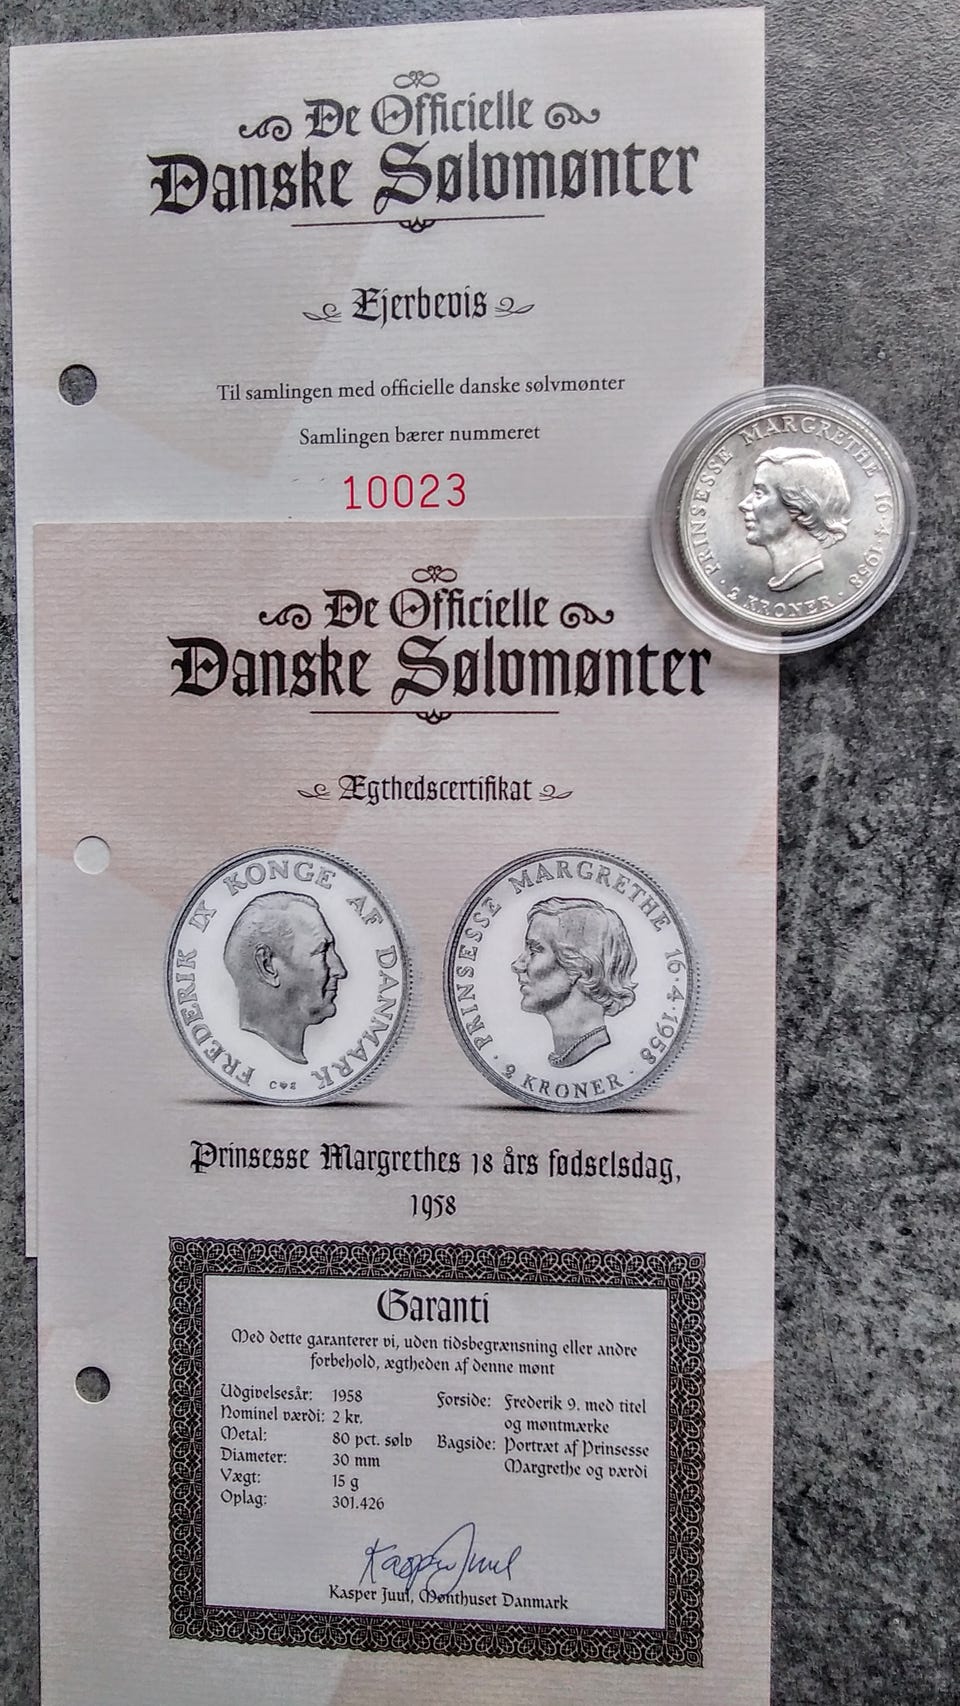 De Officielle
Danske Sølvmønter
Ejerbevis
Til samlingen med officielle danske sølvmønter
Samlingen bærer nummeret
10023
PRINSESSE MARGRETHE 16·4·1958
· 2 KRONER ·
De Officielle
Danske Sølvmønter
Ægthedscertifikat
FREDERIK IX KONGE AF DANMARK
C♥S
PRINSESSE MARGRETHE 16·4·1958
· 2 KRONER ·
Prinsesse Margrethes 18 års fødselsdag,
1958
Garanti
Med dette garanterer vi, uden tidsbegrænsning eller andre
forbehold, ægtheden af denne mønt
Udgivelsesår: 1958
Nominel værdi: 2 kr.
Metal: 80 pct. sølv
Diameter: 30 mm
Vægt: 15 g
Oplag: 301.426
Forside: Frederik 9. med titel
og møntmærke
Bagside: Portræt af Prinsesse
Margrethe og værdi
Kasper Juul
Kasper Juul, Mønthuset Danmark